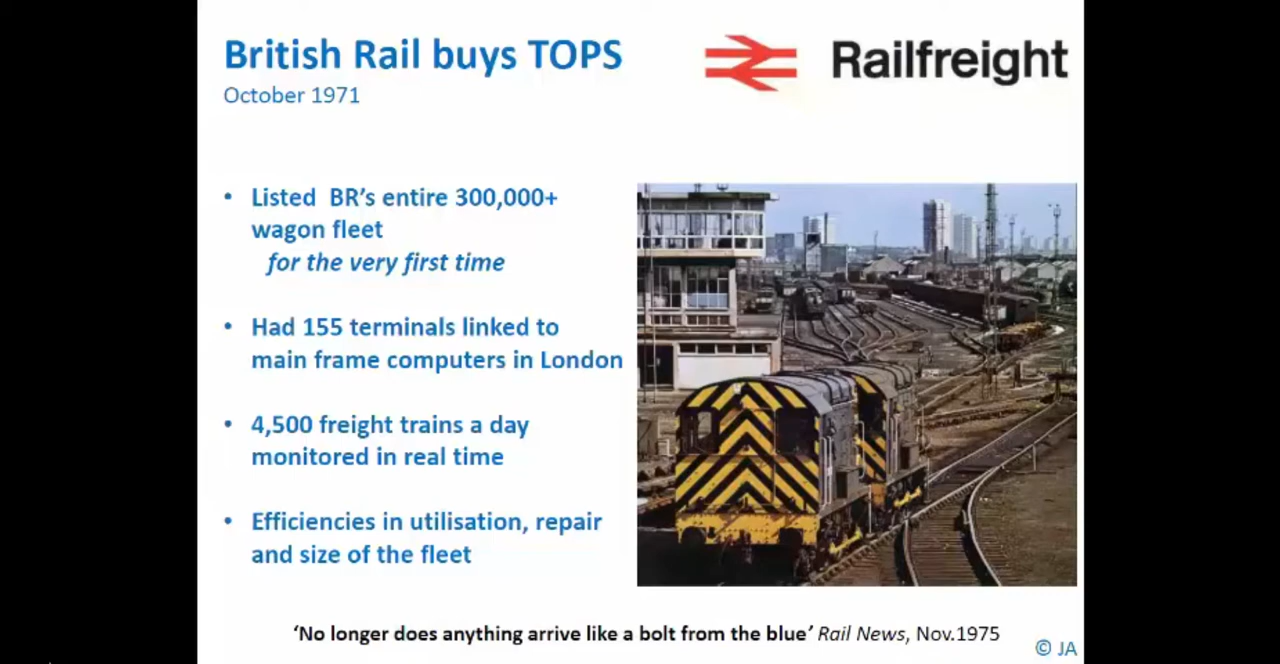 British Rail buys TOPS
October 1971
Railfreight
• Listed BR's entire 300,000+
wagon fleet
for the very first time
• Had 155 terminals linked to
main frame computers in London
• 4,500 freight trains a day
monitored in real time
• Efficiencies in utilisation, repair
and size of the fleet
‘No longer does anything arrive like a bolt from the blue’ Rail News, Nov.1975
© JA